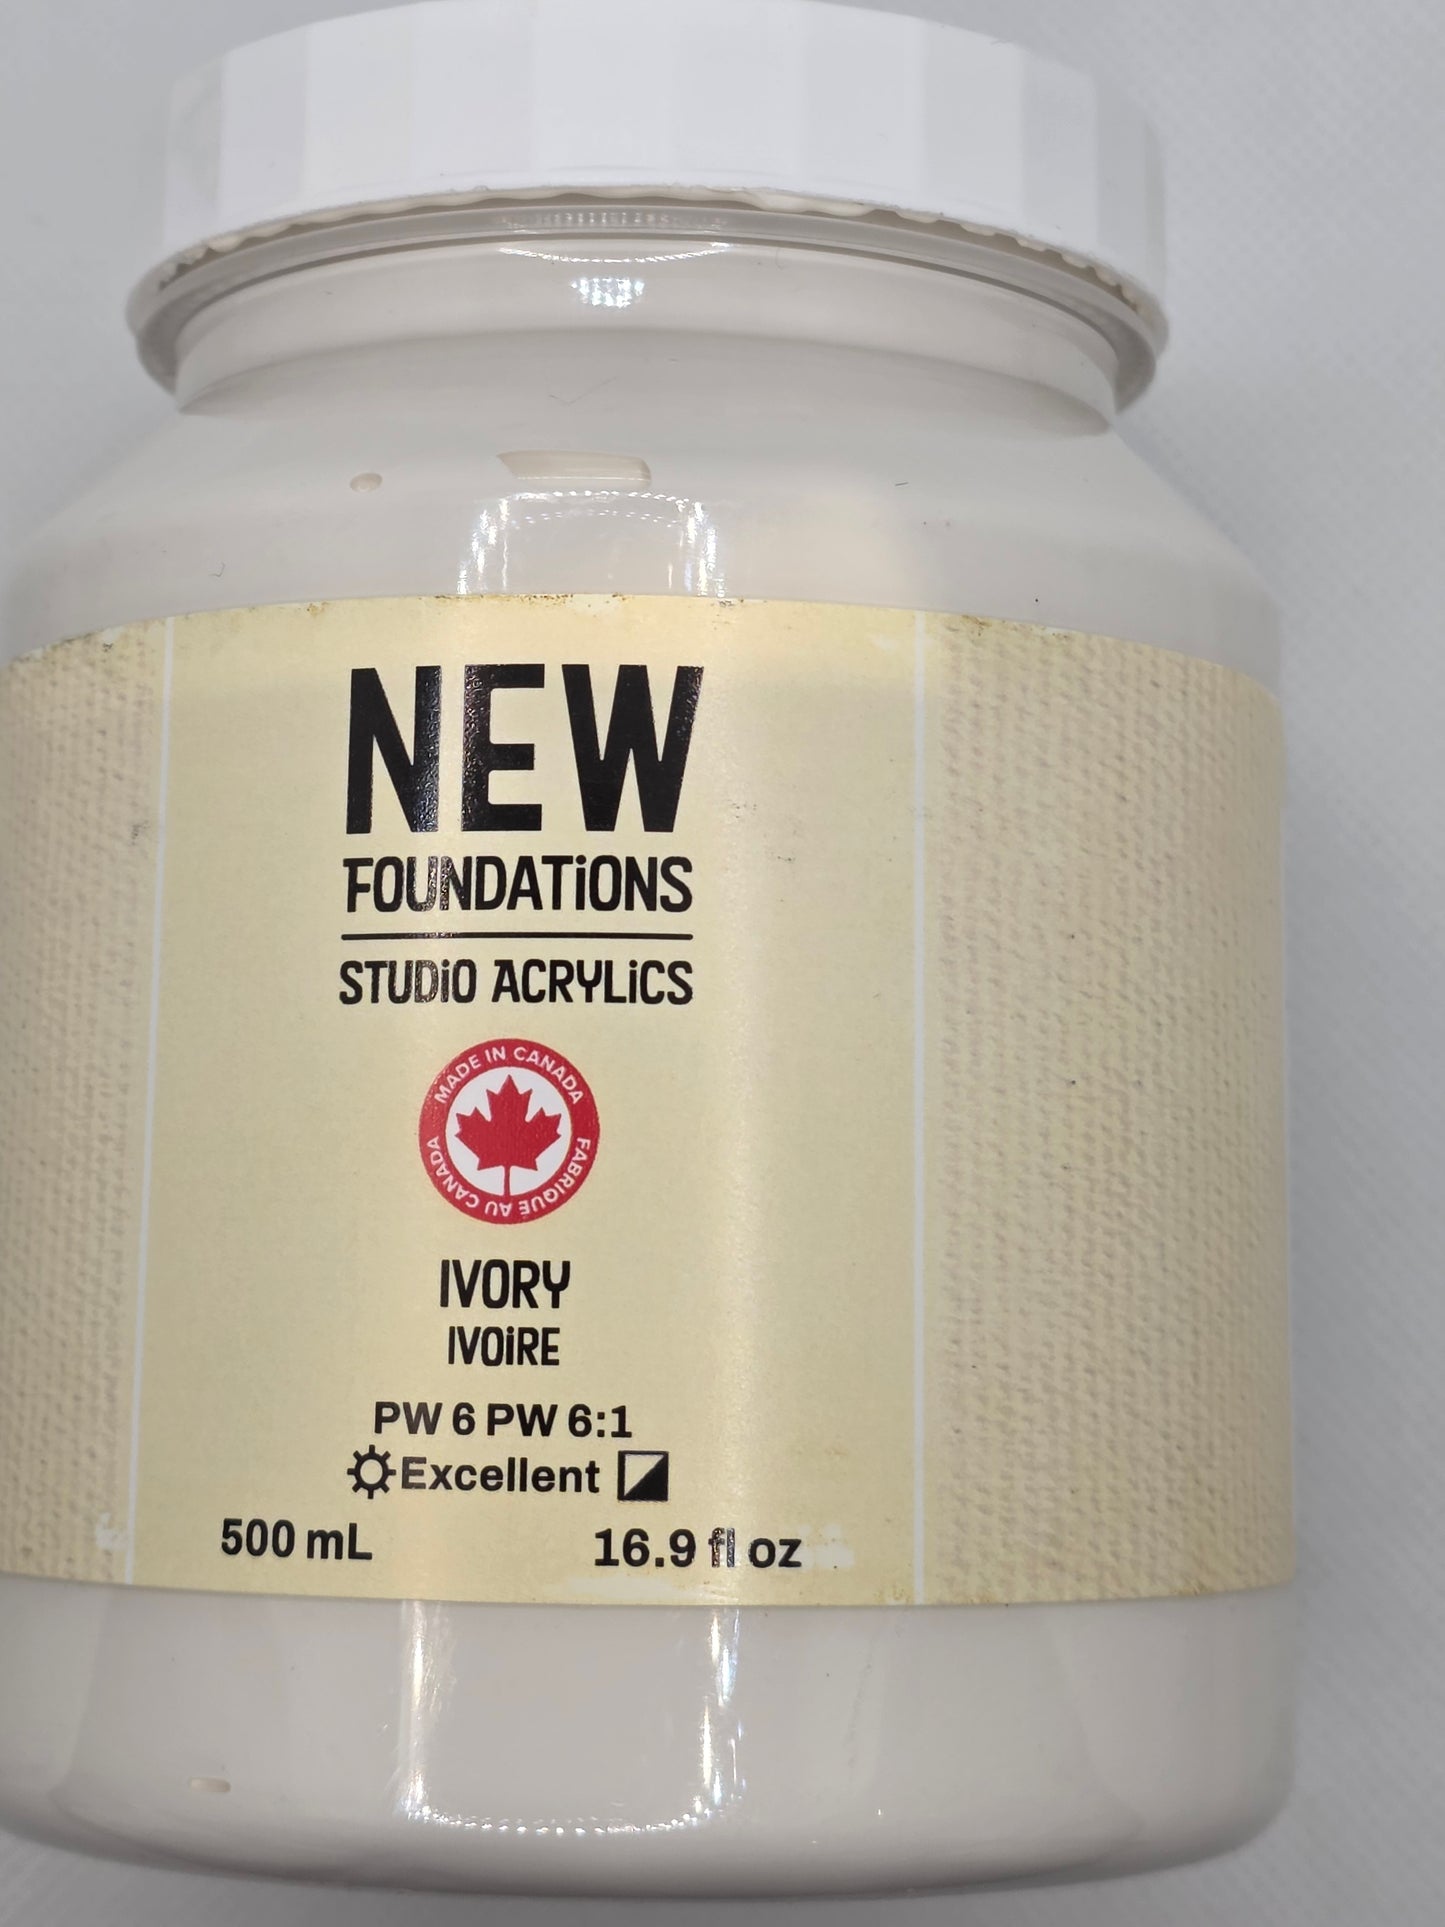 NEW
FOUNDATiONS
STUDiO ACRYLiCS
MADE IN CANADA
FABRIQUE AU CANADA
IVORY
IVOiRE
PW 6 PW 6:1
Excellent
500 mL 16.9 fl oz